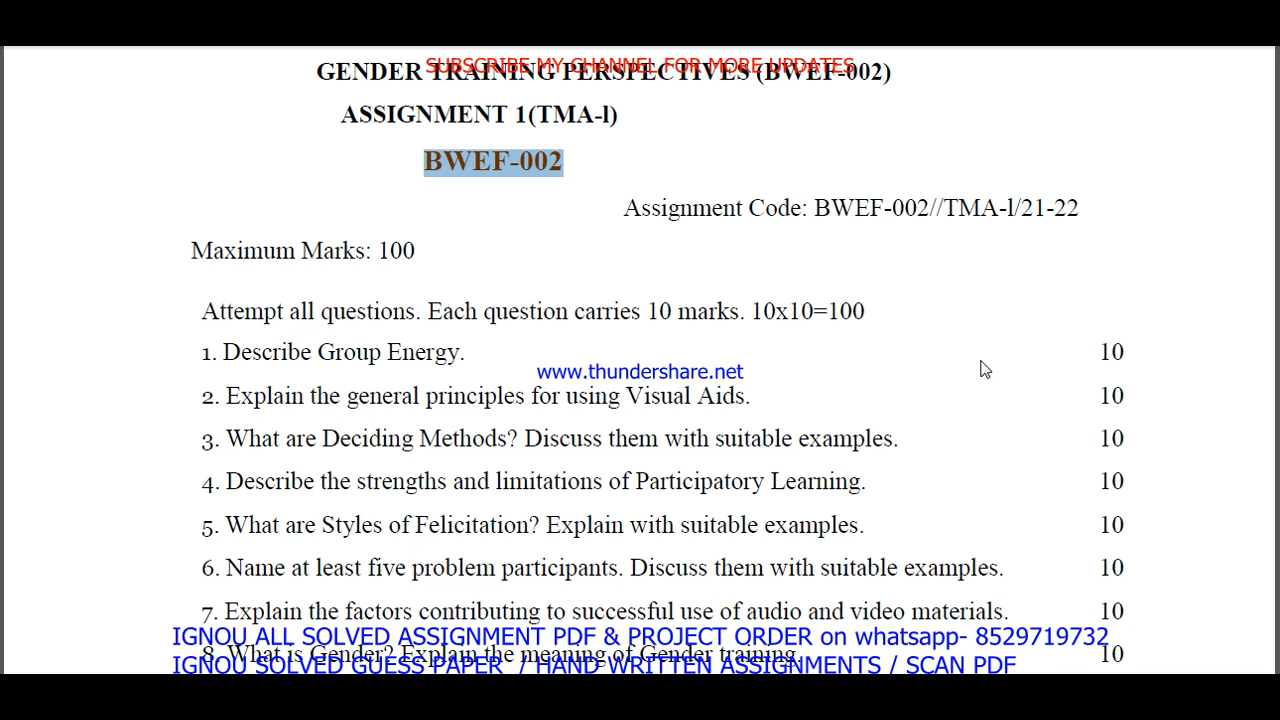 SUBSCRIBE MY CHANNEL FOR MORE UPDATES
GENDER TRAINING PERSPECTIVES (BWEF-002)
ASSIGNMENT 1(TMA-l)
BWEF-002
Assignment Code: BWEF-002//TMA-l/21-22
Maximum Marks: 100
Attempt all questions. Each question carries 10 marks. 10x10=100
1. Describe Group Energy. 10
www.thundershare.net
2. Explain the general principles for using Visual Aids. 10
3. What are Deciding Methods? Discuss them with suitable examples. 10
4. Describe the strengths and limitations of Participatory Learning. 10
5. What are Styles of Felicitation? Explain with suitable examples. 10
6. Name at least five problem participants. Discuss them with suitable examples. 10
7. Explain the factors contributing to successful use of audio and video materials. 10
IGNOU ALL SOLVED ASSIGNMENT PDF & PROJECT ORDER on whatsapp- 8529719732
8. What is Gender? Explain the meaning of Gender training. 10
IGNOU SOLVED GUESS PAPER / HAND WRITTEN ASSIGNMENTS / SCAN PDF